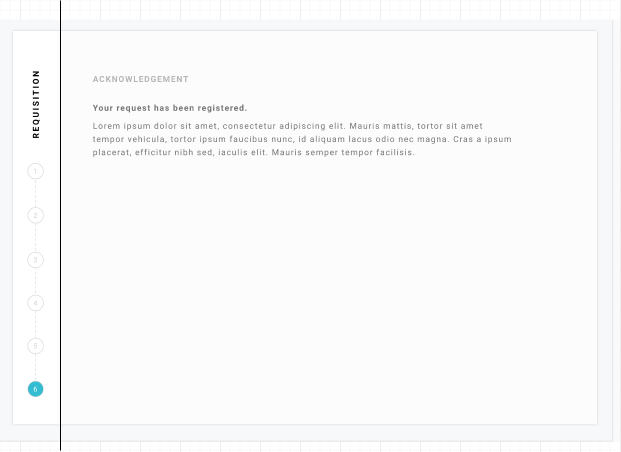 REQUISITION
1
2
3
4
5
6
ACKNOWLEDGEMENT
Your request has been registered.
Lorem ipsum dolor sit amet, consectetur adipiscing elit. Mauris mattis, tortor sit amet
tempor vehicula, tortor ipsum faucibus nunc, id aliquam lacus odio nec magna. Cras a ipsum
placerat, efficitur nibh sed, iaculis elit. Mauris semper tempor facilisis.